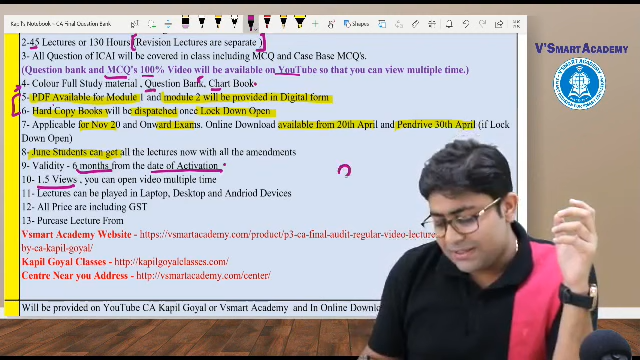 Kapil's Notebook » CA Final Question Bank
2-45 Lectures or 130 Hours (Revision Lectures are separate )
3- All Question of ICAI will be covered in class including MCQ and Case Base MCQ's.
(Question bank and MCQ's 100% Video will be available on YouTube so that you can view multiple time.)
4- Colour Full Study material, Question Bank, Chart Book
5- PDF Available for Module 1 and module 2 will be provided in Digital form
6- Hard Copy Books will be dispatched once Lock Down Open
7- Applicable for Nov 20 and Onward Exams. Online Download available from 20th April and Pendrive 30th April (if Lock
Down Open)
8- June Students can get all the lectures now with all the amendments
9- Validity - 6 months from the date of Activation
10- 1.5 Views , you can open video multiple time
11- Lectures can be played in Laptop, Desktop and Andriod Devices
12- All Price are including GST
13- Purcase Lecture From
Vsmart Academy Website - https://vsmartacademy.com/product/p3-ca-final-audit-regular-video-lecture
by-ca-kapil-goyal/
Kapil Goyal Classes - http://kapilgoyalclasses.com/
Centre Near you Address - http://vsmartacademy.com/center/
Will be provided on YouTube CA Kapil Goyal or Vsmart Academy and In Online Download
V'SMART ACADEMY